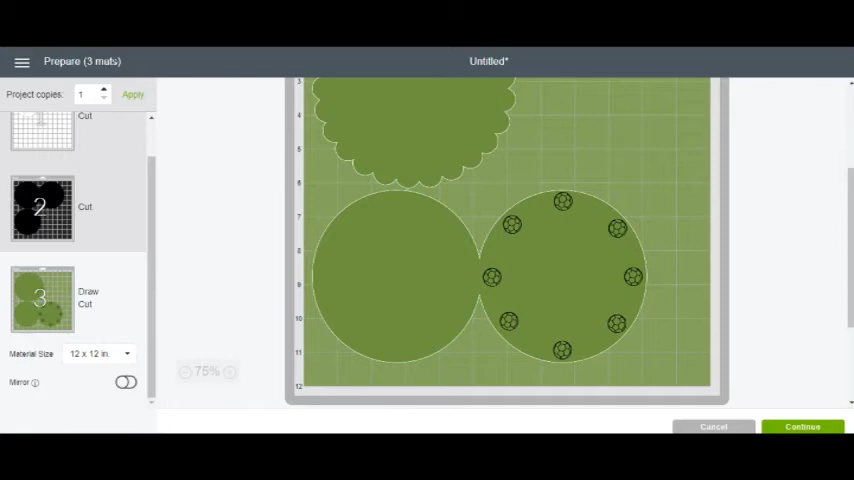 Prepare (3 mats)
Untitled*
Project copies:
1
Apply
1
Cut
2
Cut
3
Draw
Cut
Material Size
12 x 12 in.
Mirror
75%
3
4
5
6
7
8
9
10
11
12
Cancel
Continue